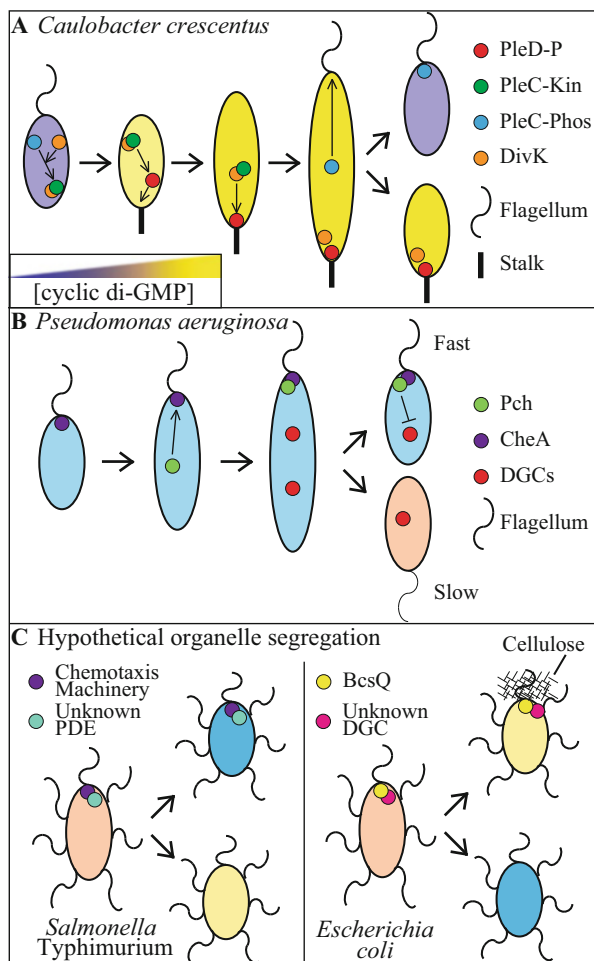 A Caulobacter crescentus
PleD-P
PleC-Kin
PleC-Phos
DivK
Flagellum
Stalk
[cyclic di-GMP]
B Pseudomonas aeruginosa
Fast
Pch
CheA
DGCs
Flagellum
Slow
C Hypothetical organelle segregation
Chemotaxis
Machinery
Unknown
PDE
Salmonella
Typhimurium
Cellulose
BcsQ
Unknown
DGC
Escherichia
coli